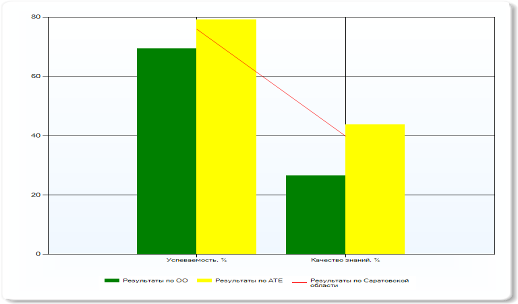 80
60
40
20
0
Успеваемость, %
Качество знаний, %
Результаты по ОО
Результаты по АТЕ
Результаты по Саратовской
области